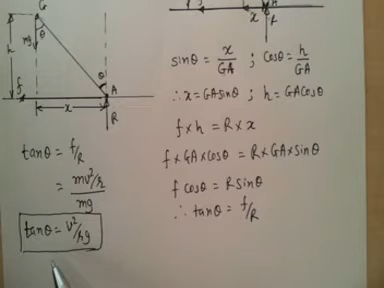 G
h
mg
θ
θ
A
f
x
R
x
A
f
sinθ = x/GA ; cosθ = h/GA
∴ x = GA sinθ ; h = GA cosθ
f × h = R × x
f × GA × cosθ = R × GA × sinθ
f cosθ = R sinθ
∴ tanθ = f/R
tanθ = f/R
= mv²/r / mg
tanθ = v²/rg